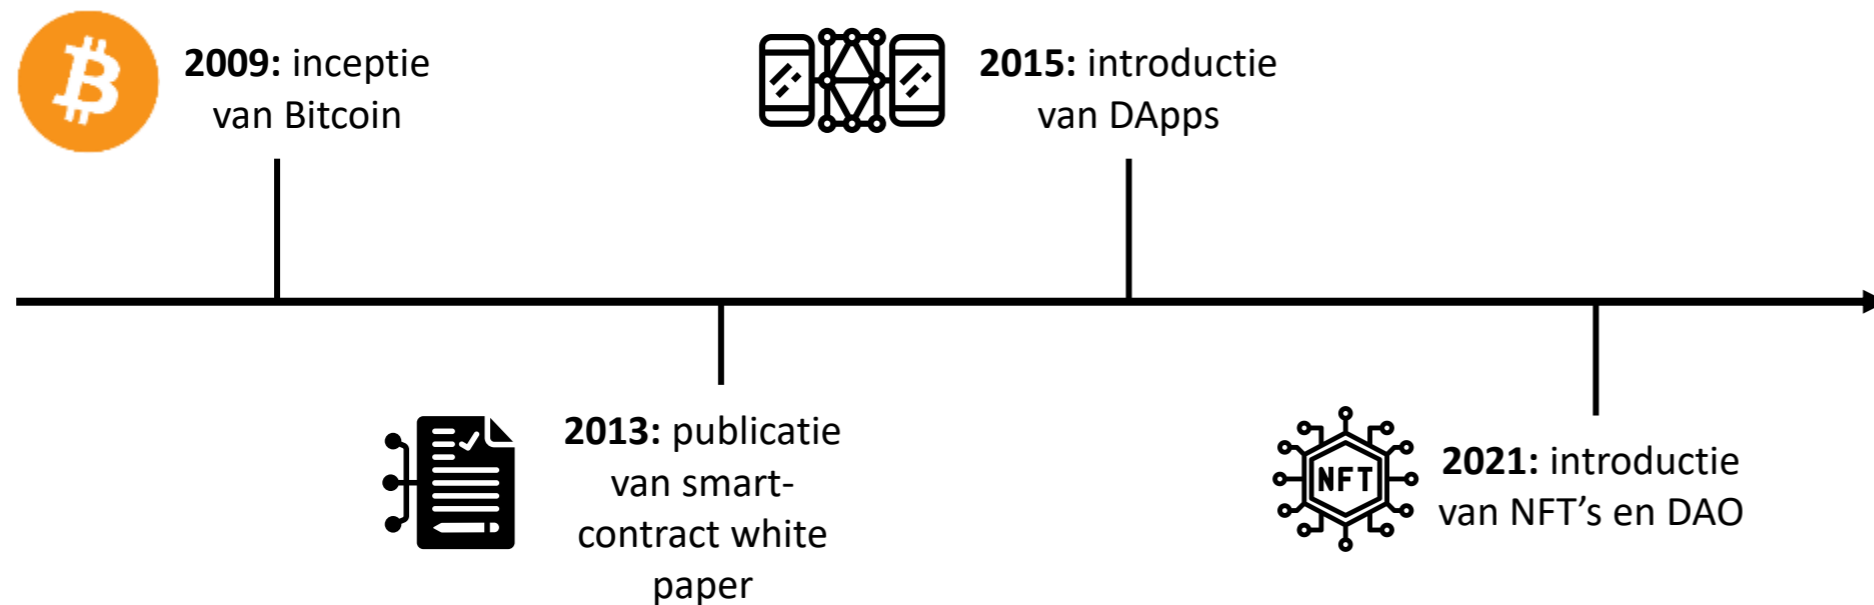 2009: inceptie
van Bitcoin
2015: introductie
van DApps
2013: publicatie
van smart-
contract white
paper
NFT
2021: introductie
van NFT’s en DAO